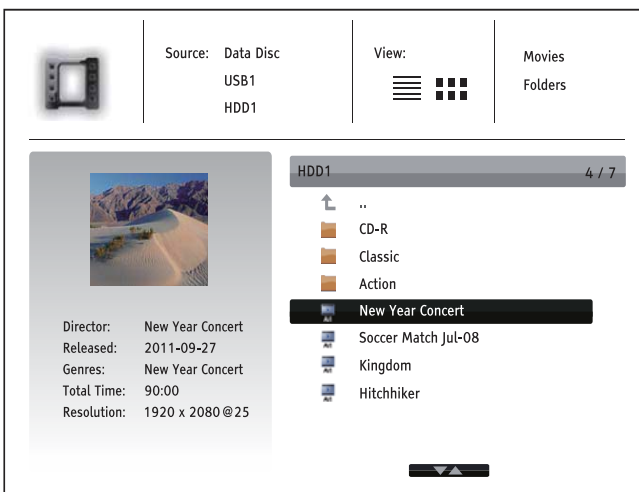 Source: Data Disc
USB1
HDD1
View:
Movies
Folders
HDD1 4 / 7
..
CD-R
Classic
Action
New Year Concert
Soccer Match Jul-08
Kingdom
Hitchhiker
Director: New Year Concert
Released: 2011-09-27
Genres: New Year Concert
Total Time: 90:00
Resolution: 1920 x 2080@25